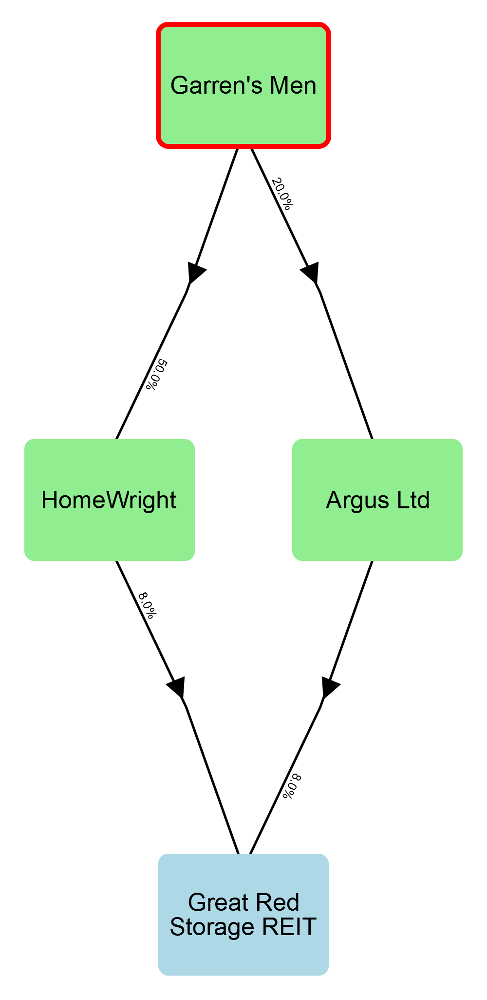 Garren's Men
20.0%
50.0%
HomeWright
Argus Ltd
8.0%
8.0%
Great Red
Storage REIT